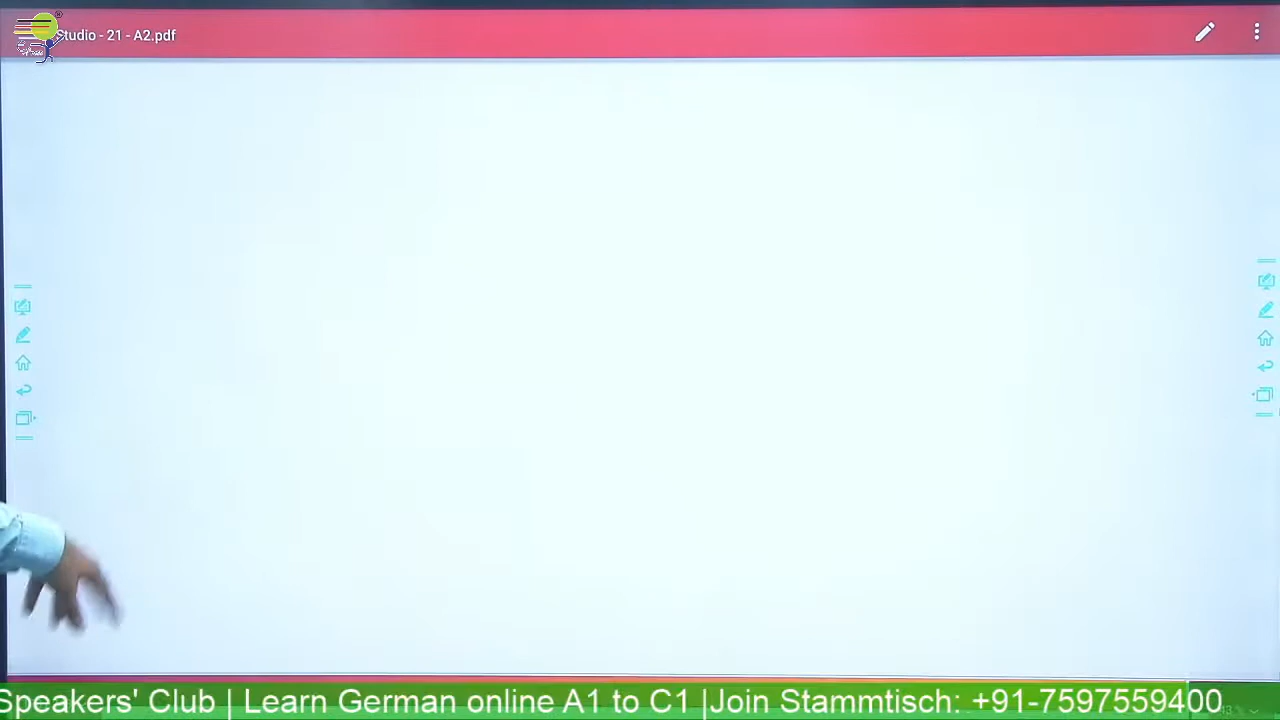 Studio - 21 - A2.pdf
Speakers' Club | Learn German online A1 to C1 |Join Stammtisch: +91-7597559400